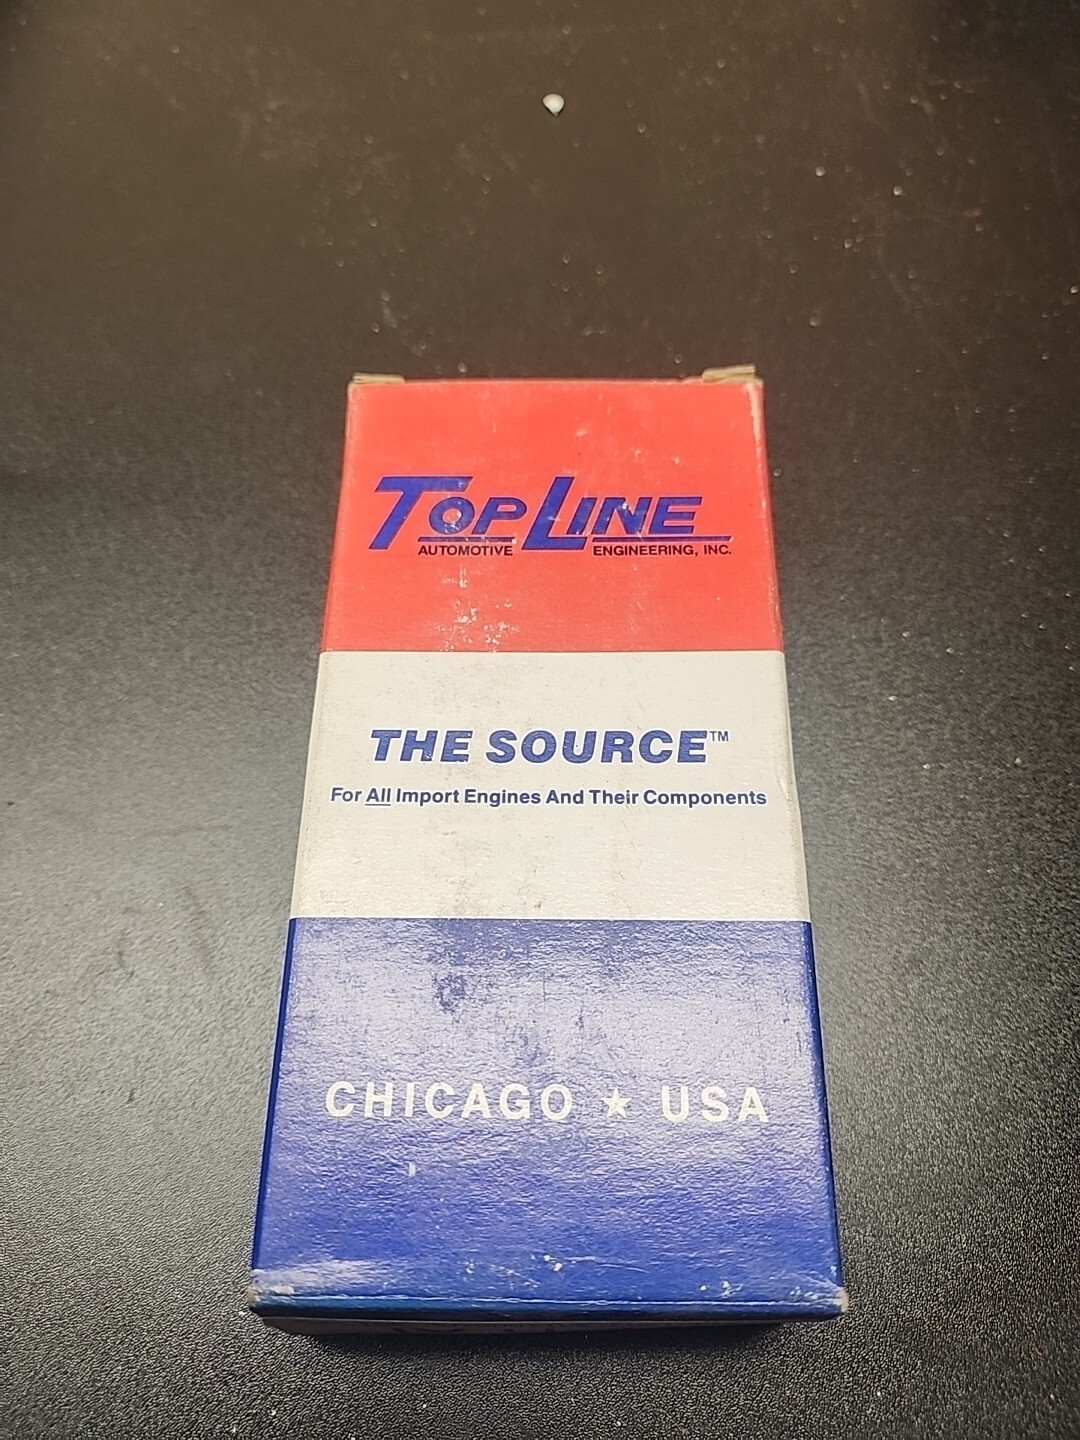 TOPLINE
AUTOMOTIVE ENGINEERING, INC.
THE SOURCE™
For All Import Engines And Their Components
CHICAGO ★ USA